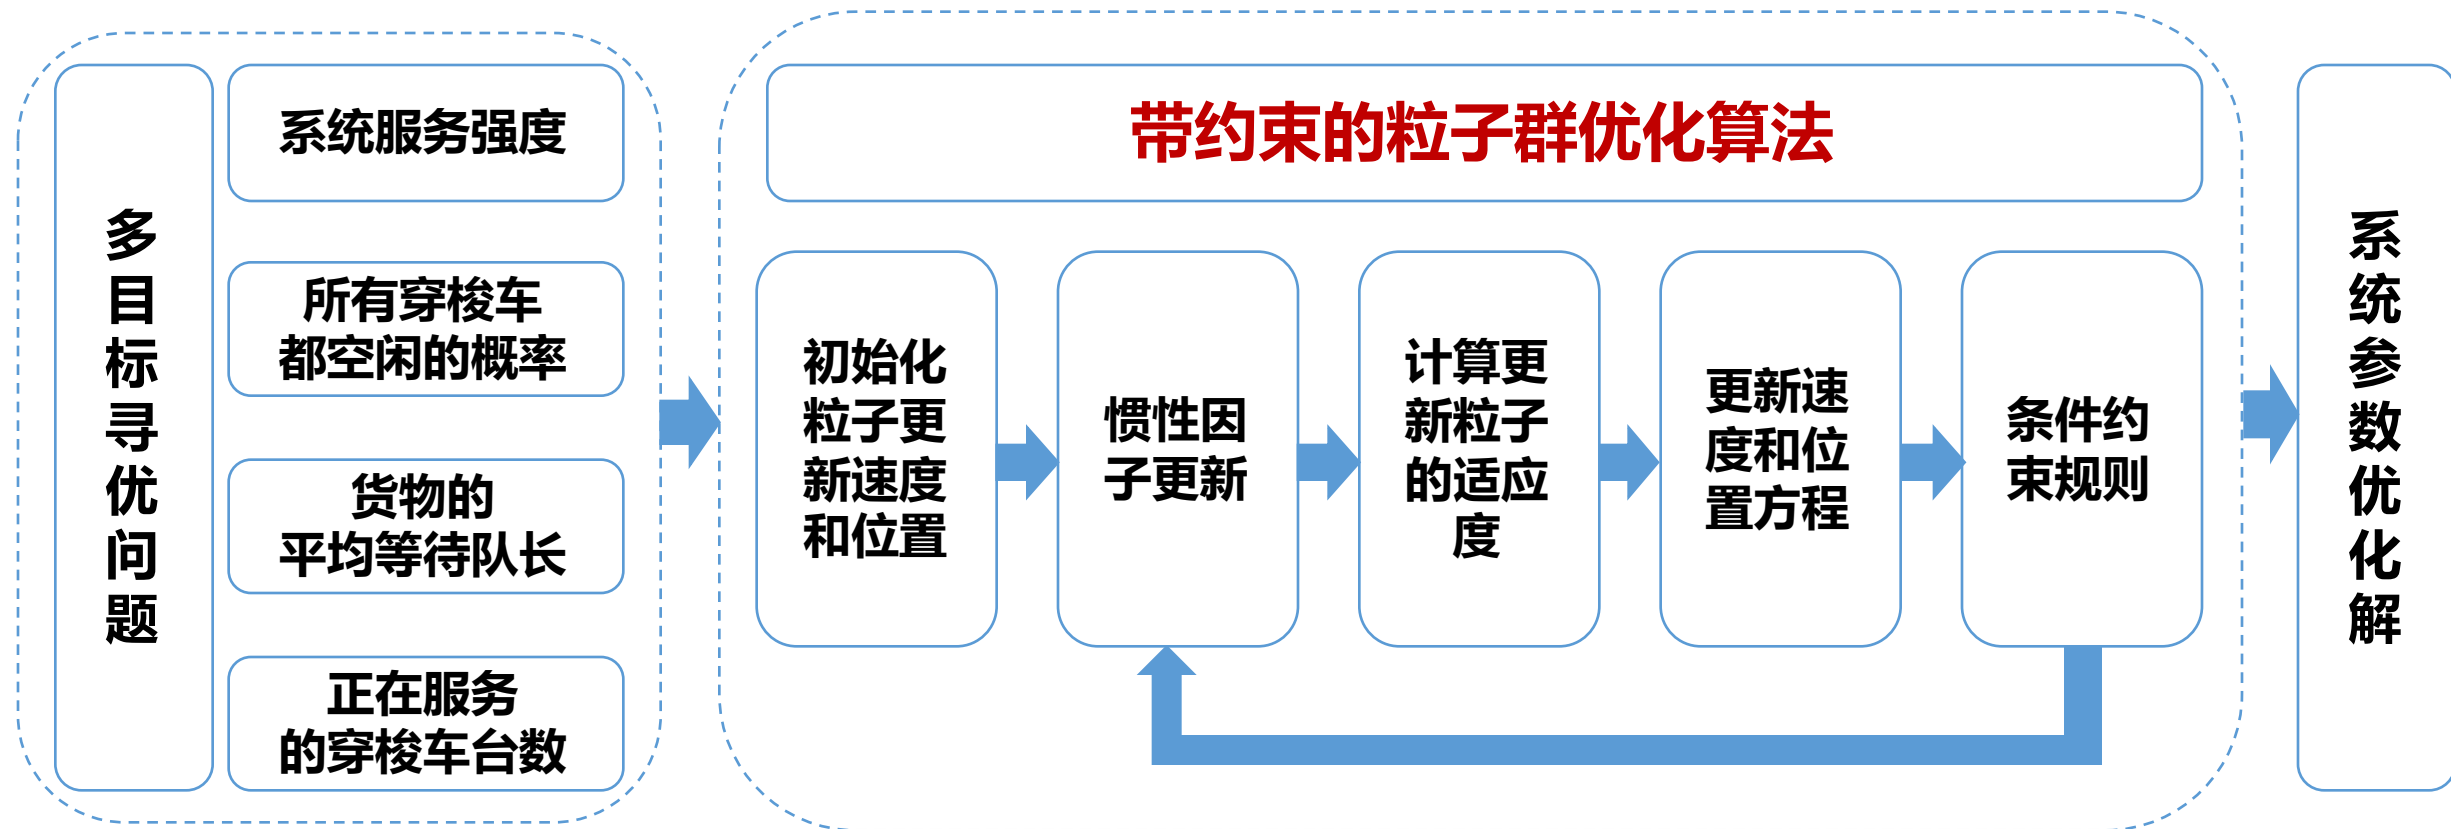 多目标寻优问题
系统服务强度
所有穿梭车
都空闲的概率
货物的
平均等待队长
正在服务
的穿梭车台数
带约束的粒子群优化算法
初始化
粒子更
新速度
和位置
惯性因
子更新
计算更
新粒子
的适应
度
更新速
度和位
置方程
条件约
束规则
系统参数优化解